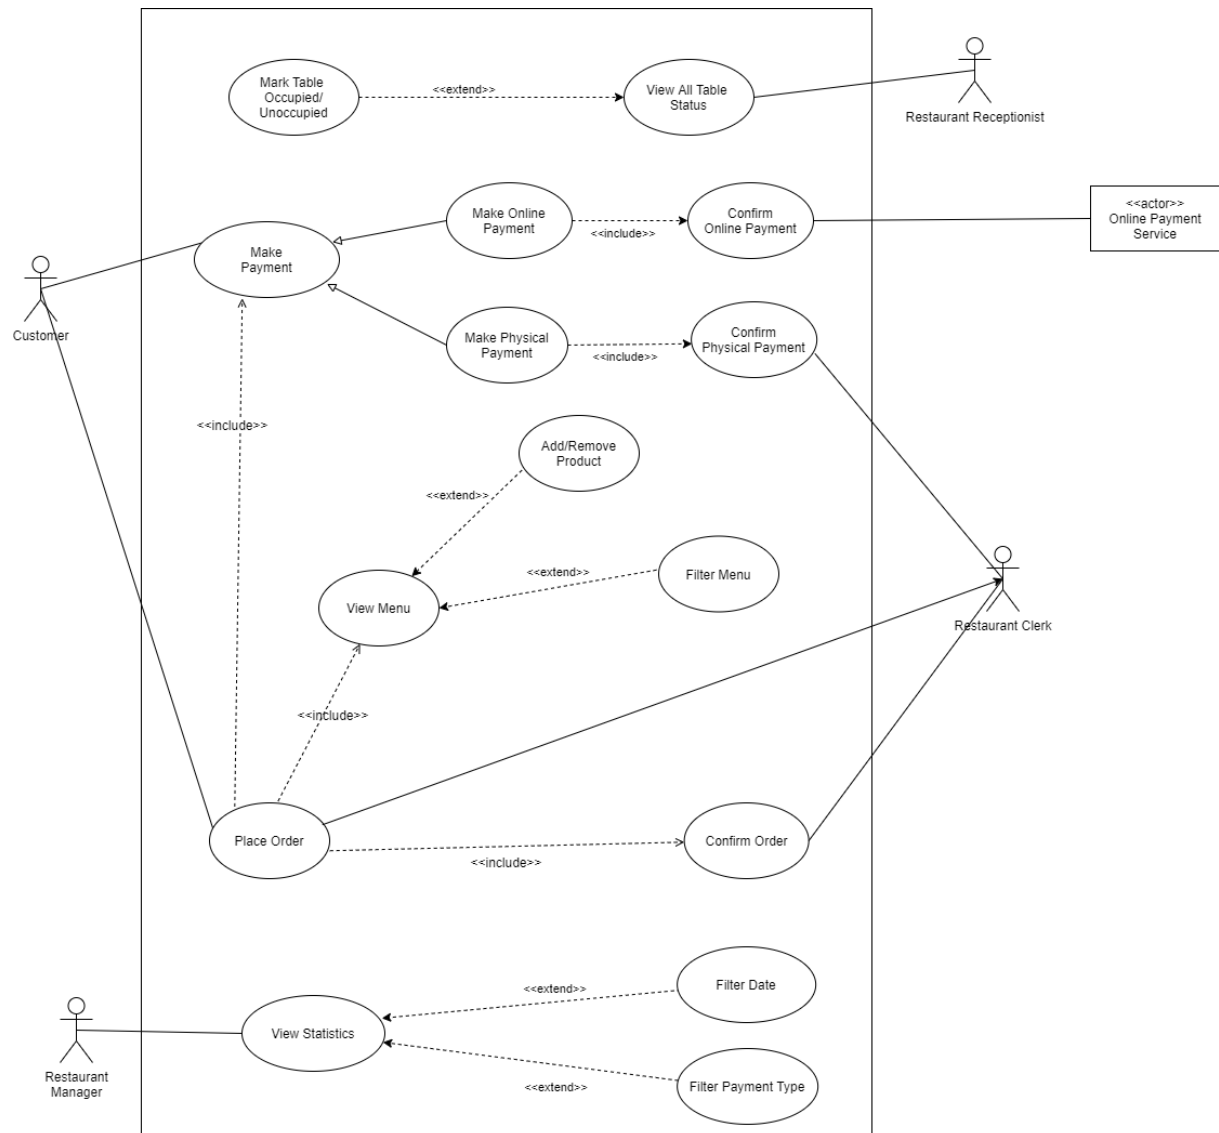 Mark Table
Occupied/
Unoccupied
<<extend>>
View All Table
Status
Restaurant Receptionist
Make Online
Payment
<<include>>
Confirm
Online Payment
<<actor>>
Online Payment
Service
Make
Payment
Customer
Make Physical
Payment
<<include>>
Confirm
Physical Payment
<<include>>
Add/Remove
Product
<<extend>>
<<extend>>
Filter Menu
View Menu
Restaurant Clerk
<<include>>
Place Order
<<include>>
Confirm Order
Filter Date
<<extend>>
View Statistics
Restaurant
Manager
<<extend>>
Filter Payment Type